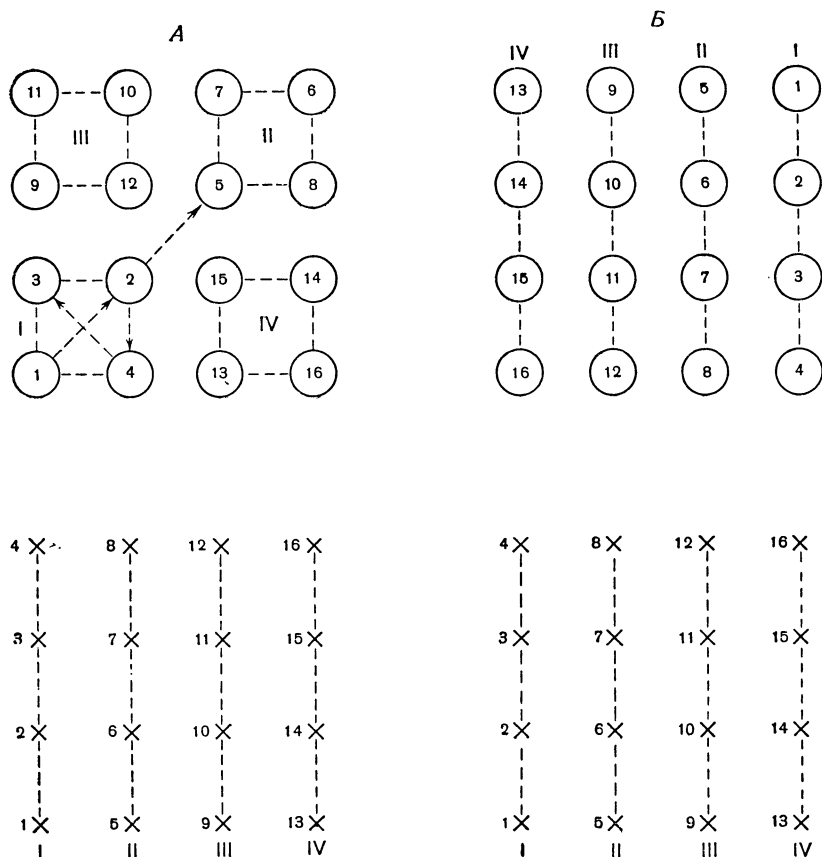 А Б
IV III II I
11 10 7 6 13 9 5 1
III II
9 12 5 8 14 10 6 2
3 2 15 14 15 11 7 3
I IV
1 4 13 16 16 12 8 4
4 8 12 16 4 8 12 16
3 7 11 15 3 7 11 15
2 6 10 14 2 6 10 14
1 5 9 13 1 5 9 13
I II III IV I II III IV